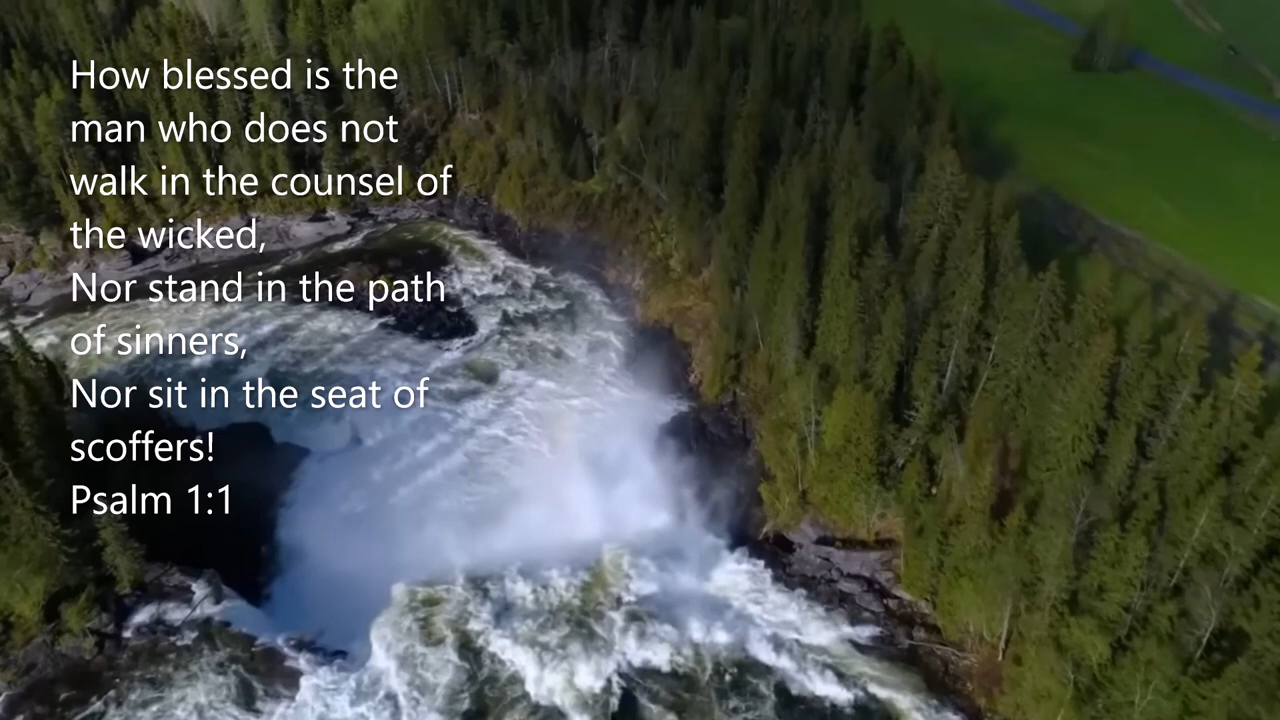 How blessed is the
man who does not
walk in the counsel of
the wicked,
Nor stand in the path
of sinners,
Nor sit in the seat of
scoffers!
Psalm 1:1